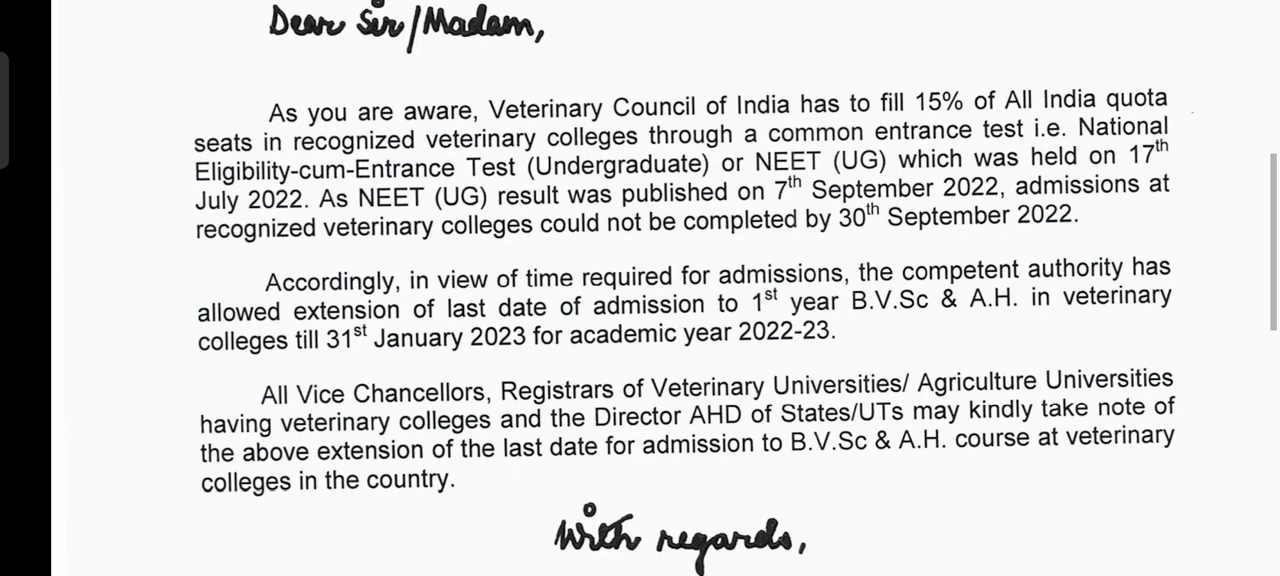 Dear Sir/Madam,
As you are aware, Veterinary Council of India has to fill 15% of All India quota
seats in recognized veterinary colleges through a common entrance test i.e. National
Eligibility-cum-Entrance Test (Undergraduate) or NEET (UG) which was held on 17th
July 2022. As NEET (UG) result was published on 7th September 2022, admissions at
recognized veterinary colleges could not be completed by 30th September 2022.
Accordingly, in view of time required for admissions, the competent authority has
allowed extension of last date of admission to 1st year B.V.Sc & A.H. in veterinary
colleges till 31st January 2023 for academic year 2022-23.
All Vice Chancellors, Registrars of Veterinary Universities/ Agriculture Universities
having veterinary colleges and the Director AHD of States/UTs may kindly take note of
the above extension of the last date for admission to B.V.Sc & A.H. course at veterinary
colleges in the country.
With regards,